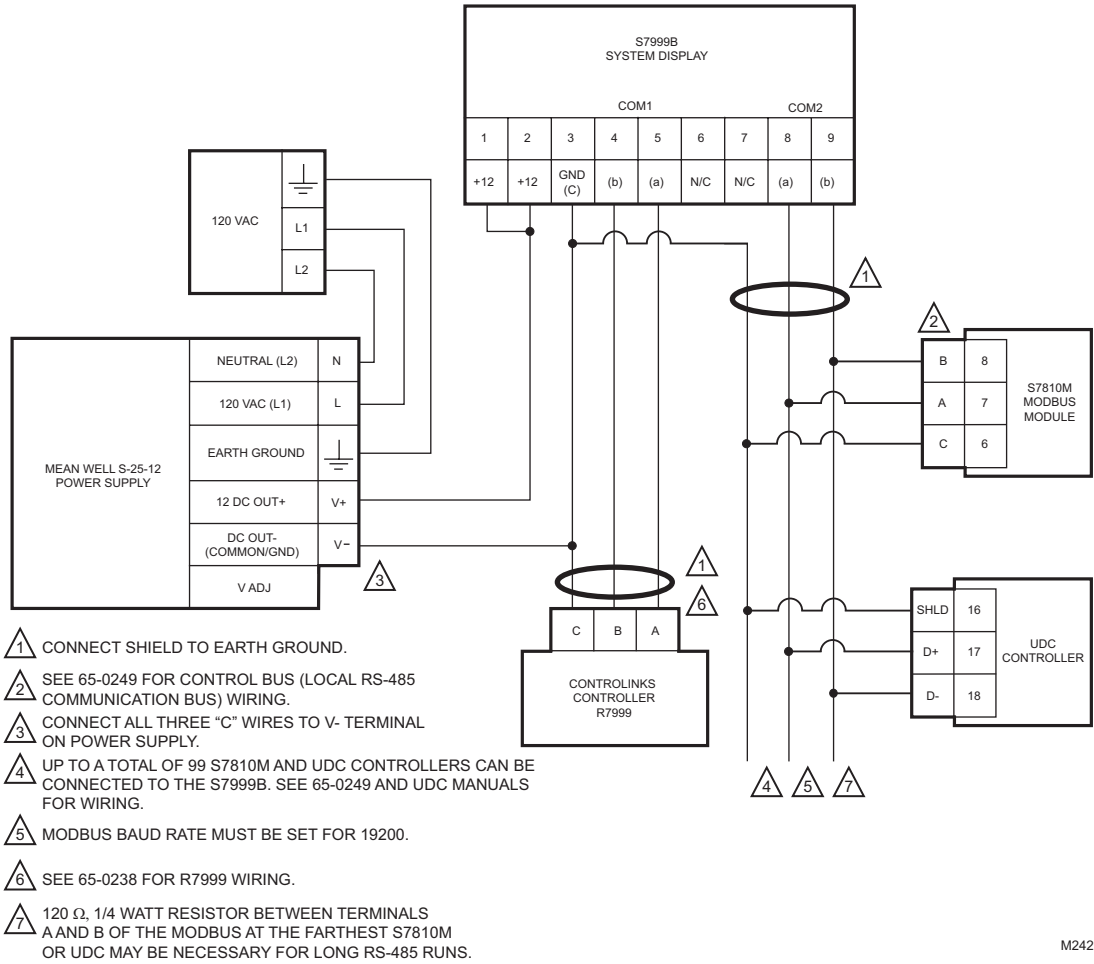 S7999B
SYSTEM DISPLAY
COM1 COM2
1 2 3 4 5 6 7 8 9
+12 +12 GND (C) (b) (a) N/C N/C (a) (b)
120 VAC
L1
L2
MEAN WELL S-25-12
POWER SUPPLY
NEUTRAL (L2) N
120 VAC (L1) L
EARTH GROUND
12 DC OUT+ V+
DC OUT-
(COMMON/GND) V-
V ADJ
3
1
2
B 8
A 7
C 6
S7810M
MODBUS
MODULE
1
6
C B A
CONTROLINKS
CONTROLLER
R7999
SHLD 16
D+ 17
D- 18
UDC
CONTROLLER
4 5 7
1 CONNECT SHIELD TO EARTH GROUND.
2 SEE 65-0249 FOR CONTROL BUS (LOCAL RS-485
COMMUNICATION BUS) WIRING.
3 CONNECT ALL THREE “C” WIRES TO V- TERMINAL
ON POWER SUPPLY.
4 UP TO A TOTAL OF 99 S7810M AND UDC CONTROLLERS CAN BE
CONNECTED TO THE S7999B. SEE 65-0249 AND UDC MANUALS
FOR WIRING.
5 MODBUS BAUD RATE MUST BE SET FOR 19200.
6 SEE 65-0238 FOR R7999 WIRING.
7 120 Ω, 1/4 WATT RESISTOR BETWEEN TERMINALS
A AND B OF THE MODBUS AT THE FARTHEST S7810M
OR UDC MAY BE NECESSARY FOR LONG RS-485 RUNS.
M242